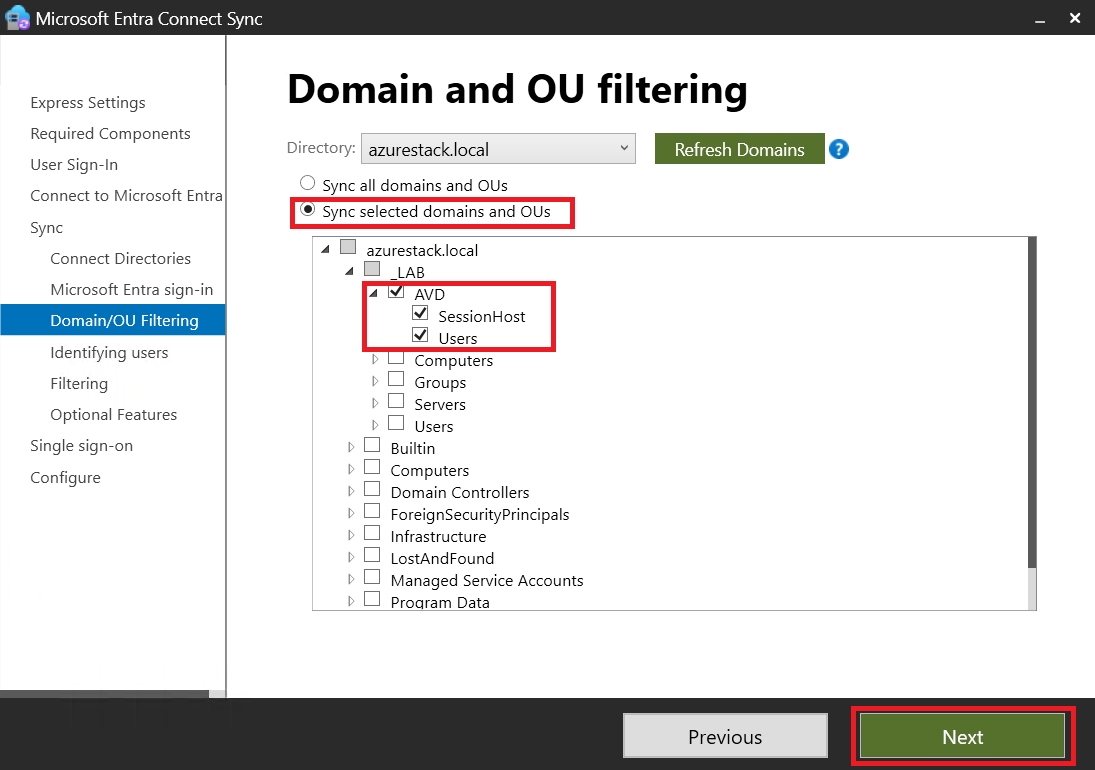 Microsoft Entra Connect Sync
Express Settings
Required Components
User Sign-In
Connect to Microsoft Entra
Sync
Connect Directories
Microsoft Entra sign-in
Domain/OU Filtering
Identifying users
Filtering
Optional Features
Single sign-on
Configure
Domain and OU filtering
Directory: azurestack.local Refresh Domains ?
Sync all domains and OUs
Sync selected domains and OUs
azurestack.local
_LAB
AVD
SessionHost
Users
Computers
Groups
Servers
Users
Builtin
Computers
Domain Controllers
ForeignSecurityPrincipals
Infrastructure
LostAndFound
Managed Service Accounts
Program Data
Previous Next